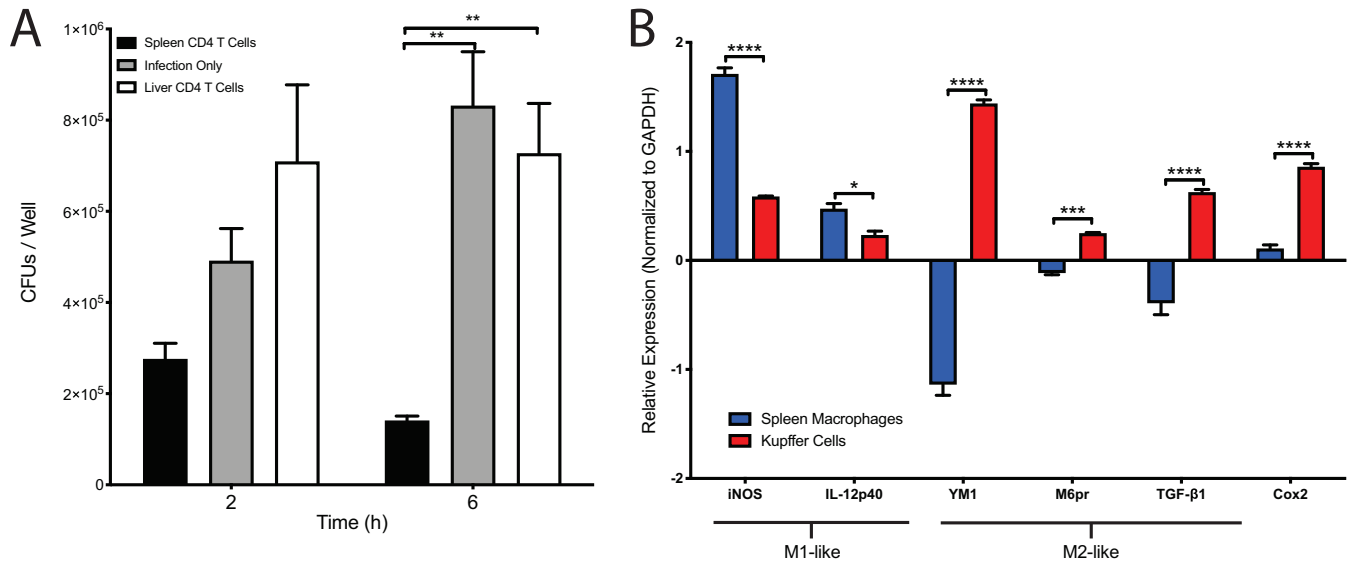 A
Spleen CD4 T Cells
Infection Only
Liver CD4 T Cells
**
**
1×10⁶
8×10⁵
6×10⁵
4×10⁵
2×10⁵
0
CFUs / Well
2
6
Time (h)
B
2
1
0
-1
-2
Relative Expression (Normalized to GAPDH)
****
*
****
***
****
****
Spleen Macrophages
Kupffer Cells
iNOS
IL-12p40
YM1
M6pr
TGF-β1
Cox2
M1-like
M2-like